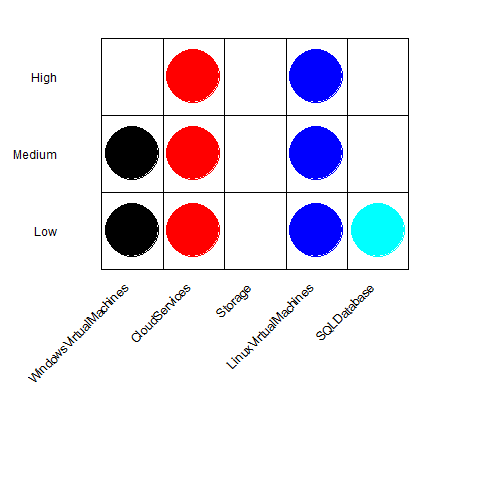 High
Medium
Low
WindowsVirtualMachines
CloudServices
Storage
LinuxVirtualMachines
SQLDatabase